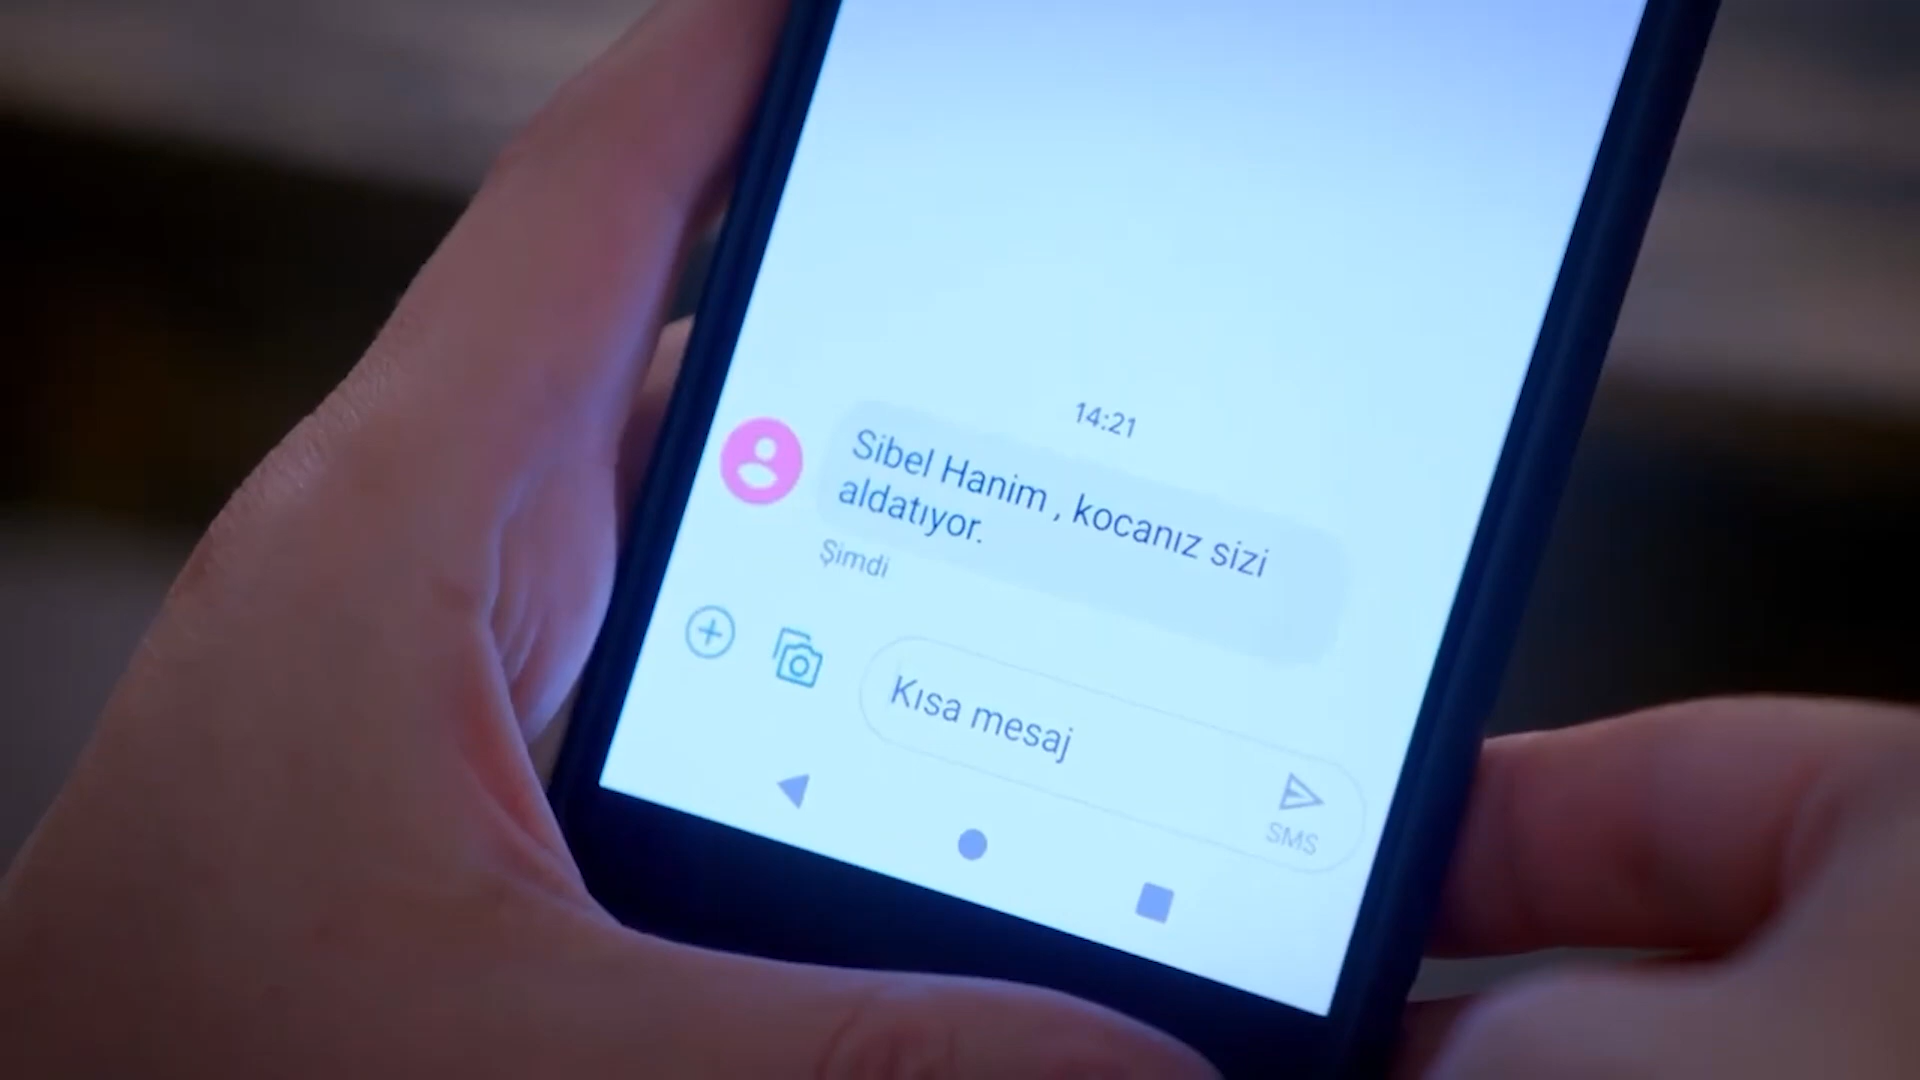 14:21
Sibel Hanim , kocanız sizi
aldatıyor.
Şimdi
Kısa mesaj
SMS